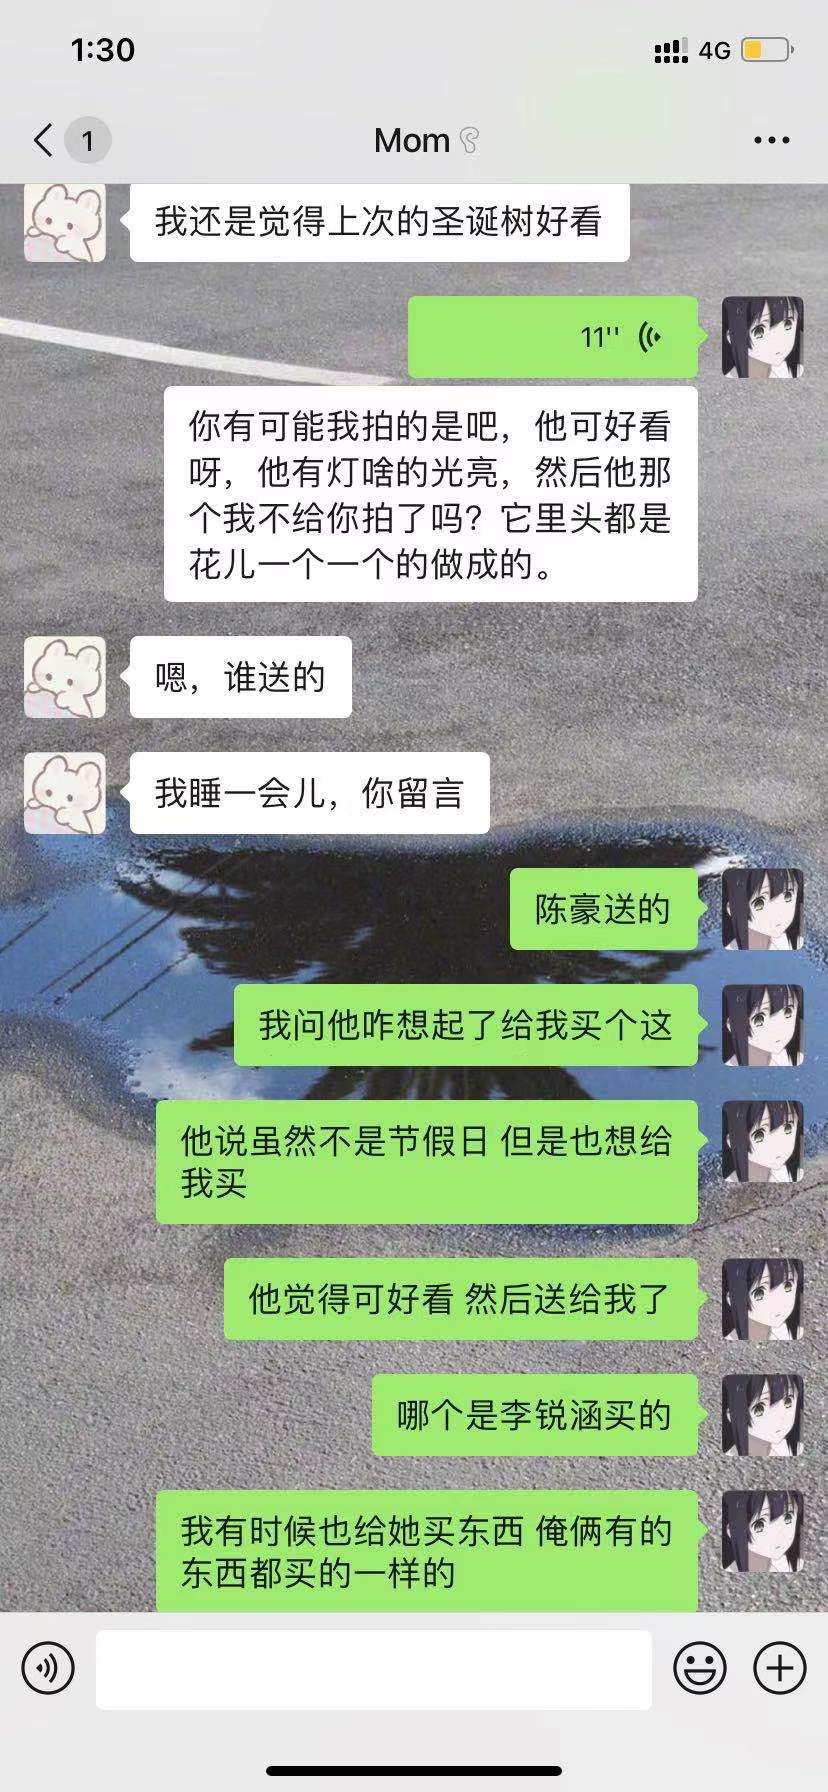 1:30
4G
1
Mom
我还是觉得上次的圣诞树好看
11''
你有可能我拍的是吧，他可好看
呀，他有灯啥的光亮，然后他那
个我不给你拍了吗？它里头都是
花儿一个一个的做成的。
嗯，谁送的
我睡一会儿，你留言
陈豪送的
我问他咋想起了给我买个这
他说虽然不是节假日 但是也想给
我买
他觉得可好看 然后送给我了
哪个是李锐涵买的
我有时候也给她买东西 俺俩有的
东西都买的一样的